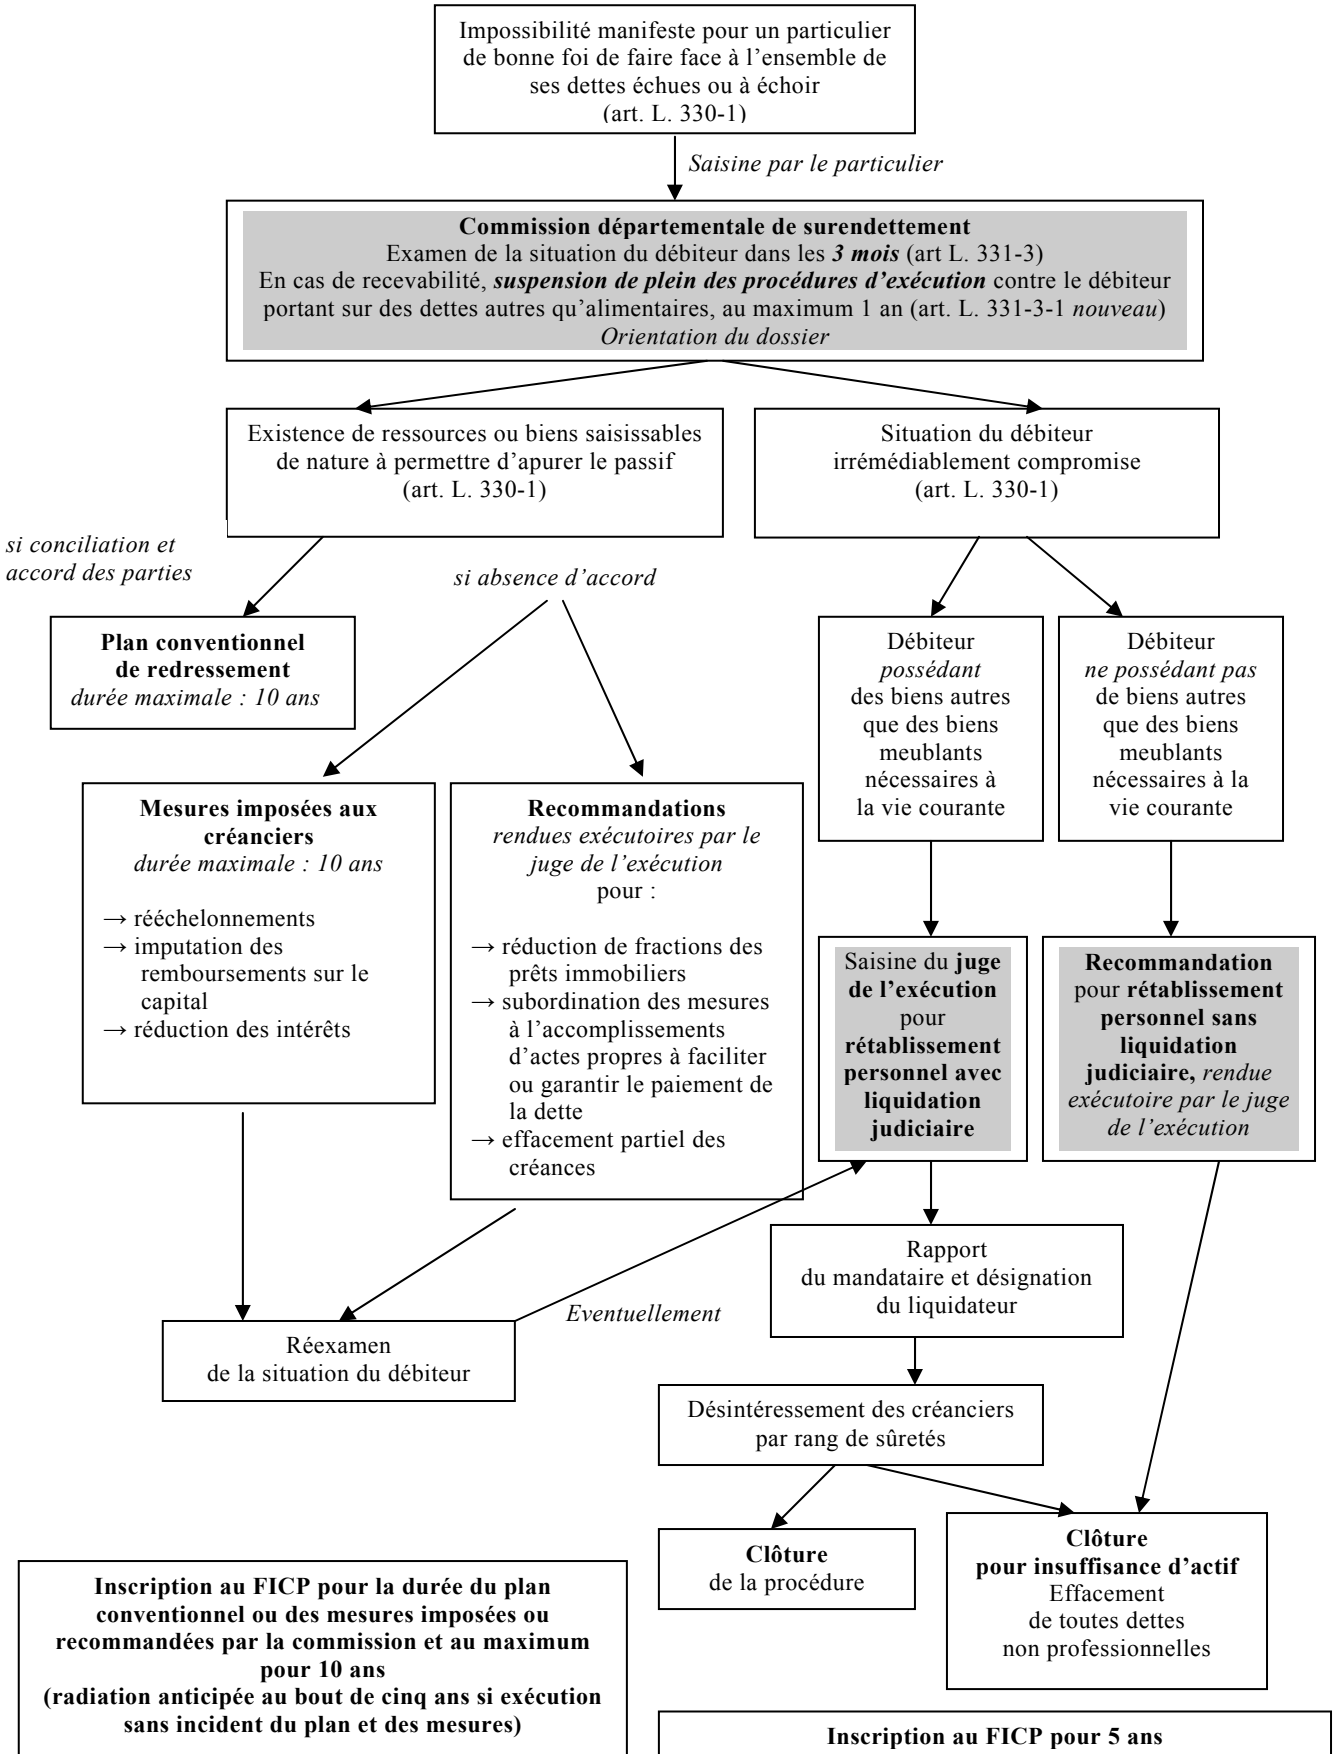 Impossibilité manifeste pour un particulier
de bonne foi de faire face à l’ensemble de
ses dettes échues ou à échoir
(art. L. 330-1)
Saisine par le particulier
Commission départementale de surendettement
Examen de la situation du débiteur dans les 3 mois (art L. 331-3)
En cas de recevabilité, suspension de plein des procédures d’exécution contre le débiteur
portant sur des dettes autres qu’alimentaires, au maximum 1 an (art. L. 331-3-1 nouveau)
Orientation du dossier
Existence de ressources ou biens saisissables
de nature à permettre d’apurer le passif
(art. L. 330-1)
Situation du débiteur
irrémédiablement compromise
(art. L. 330-1)
si conciliation et
accord des parties
si absence d’accord
Plan conventionnel
de redressement
durée maximale : 10 ans
Débiteur
possédant
des biens autres
que des biens
meublants
nécessaires à
la vie courante
Débiteur
ne possédant pas
de biens autres
que des biens
meublants
nécessaires à la
vie courante
Mesures imposées aux
créanciers
durée maximale : 10 ans
→ rééchelonnements
→ imputation des
remboursements sur le
capital
→ réduction des intérêts
Recommandations
rendues exécutoires par le
juge de l’exécution
pour :
→ réduction de fractions des
prêts immobiliers
→ subordination des mesures
à l’accomplissements
d’actes propres à faciliter
ou garantir le paiement de
la dette
→ effacement partiel des
créances
Saisine du juge
de l’exécution
pour
rétablissement
personnel avec
liquidation
judiciaire
Recommandation
pour rétablissement
personnel sans
liquidation
judiciaire, rendue
exécutoire par le juge
de l’exécution
Rapport
du mandataire et désignation
du liquidateur
Eventuellement
Réexamen
de la situation du débiteur
Désintéressement des créanciers
par rang de sûretés
Clôture
de la procédure
Clôture
pour insuffisance d’actif
Effacement
de toutes dettes
non professionnelles
Inscription au FICP pour la durée du plan
conventionnel ou des mesures imposées ou
recommandées par la commission et au maximum
pour 10 ans
(radiation anticipée au bout de cinq ans si exécution
sans incident du plan et des mesures)
Inscription au FICP pour 5 ans